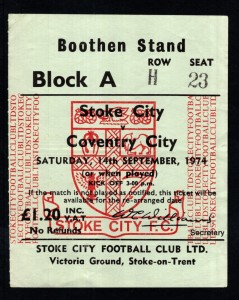 Boothen Stand
ROW SEAT
Block A H 23
Stoke City
v
Coventry City
SATURDAY, 14th SEPTEMBER, 1974
(or when played)
KICK OFF 3-00 p.m.
If the match is not played as notified, this ticket will be
available for the re-arranged date
£1.20 INC. V.A.T.
No Refunds
Secretary
STOKE CITY F.C.
STOKE CITY FOOTBALL CLUB LTD.
Victoria Ground, Stoke-on-Trent